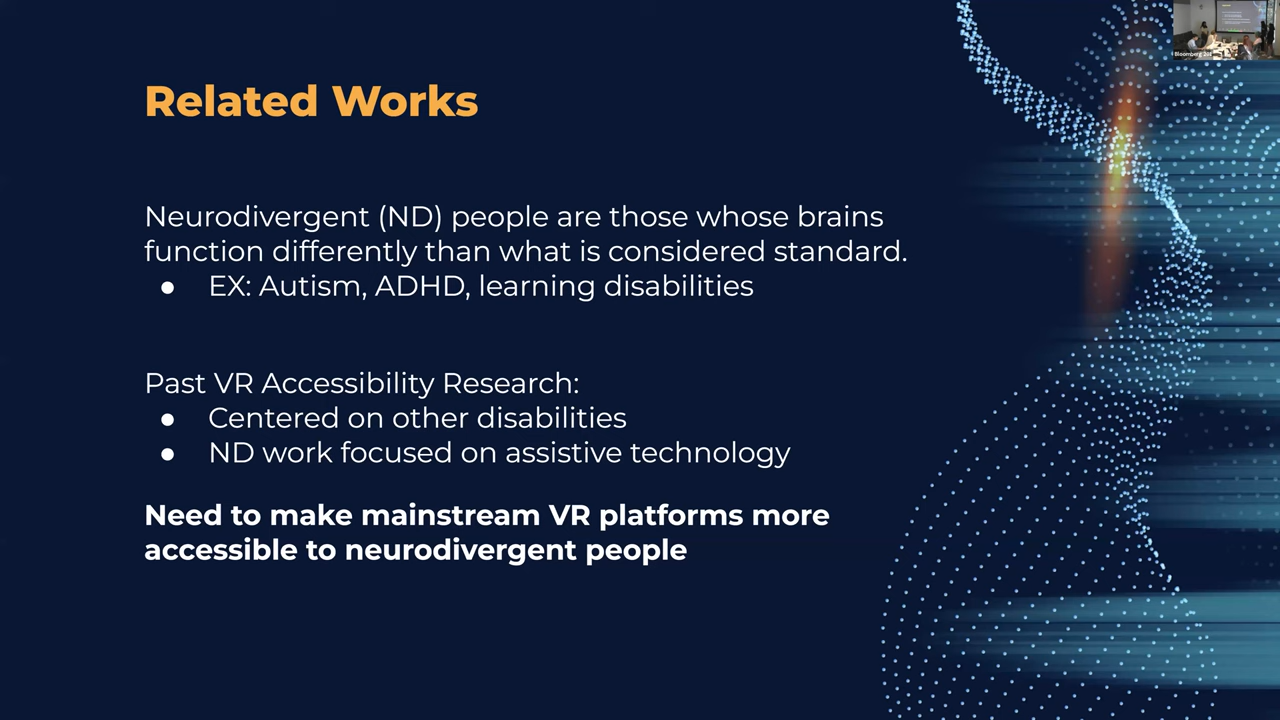 Related Works
Neurodivergent (ND) people are those whose brains
function differently than what is considered standard.
● EX: Autism, ADHD, learning disabilities
Past VR Accessibility Research:
● Centered on other disabilities
● ND work focused on assistive technology
Need to make mainstream VR platforms more
accessible to neurodivergent people
Bloomberg